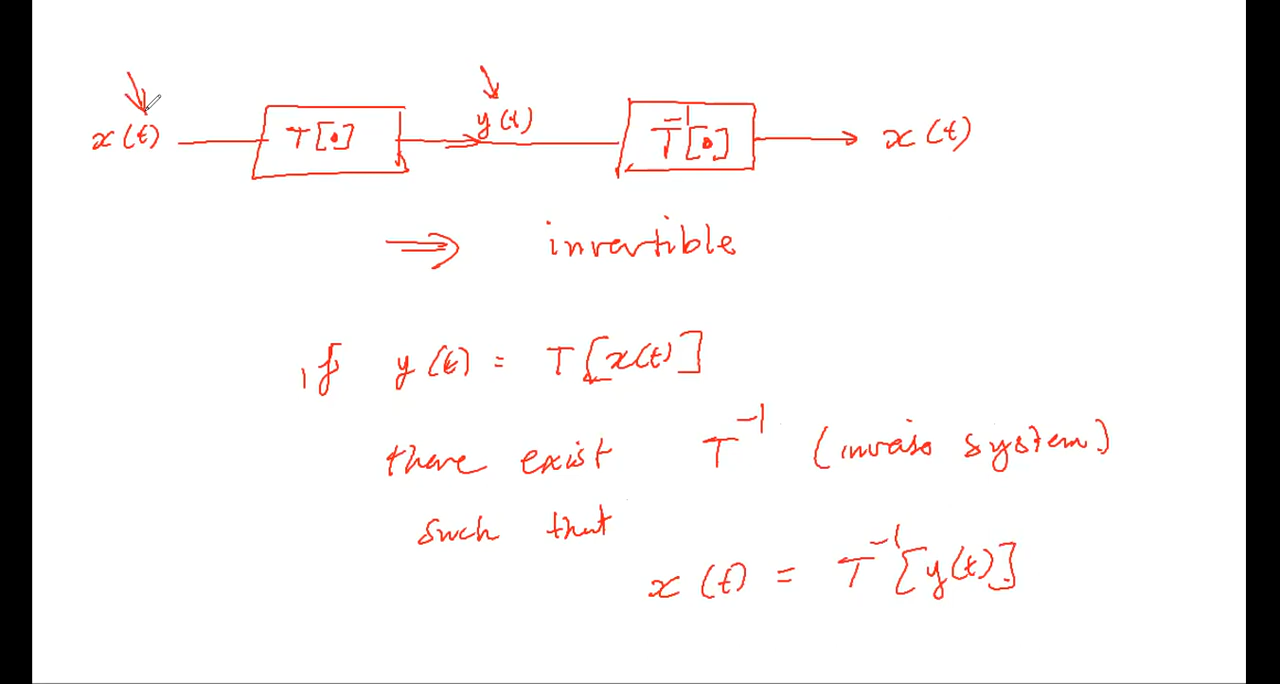 x(t) T[•] y(t) T⁻¹[•] x(t)
⇒ invertible
if y(t) = T[x(t)]
there exist T⁻¹ (inverse system)
such that
x(t) = T⁻¹[y(t)]